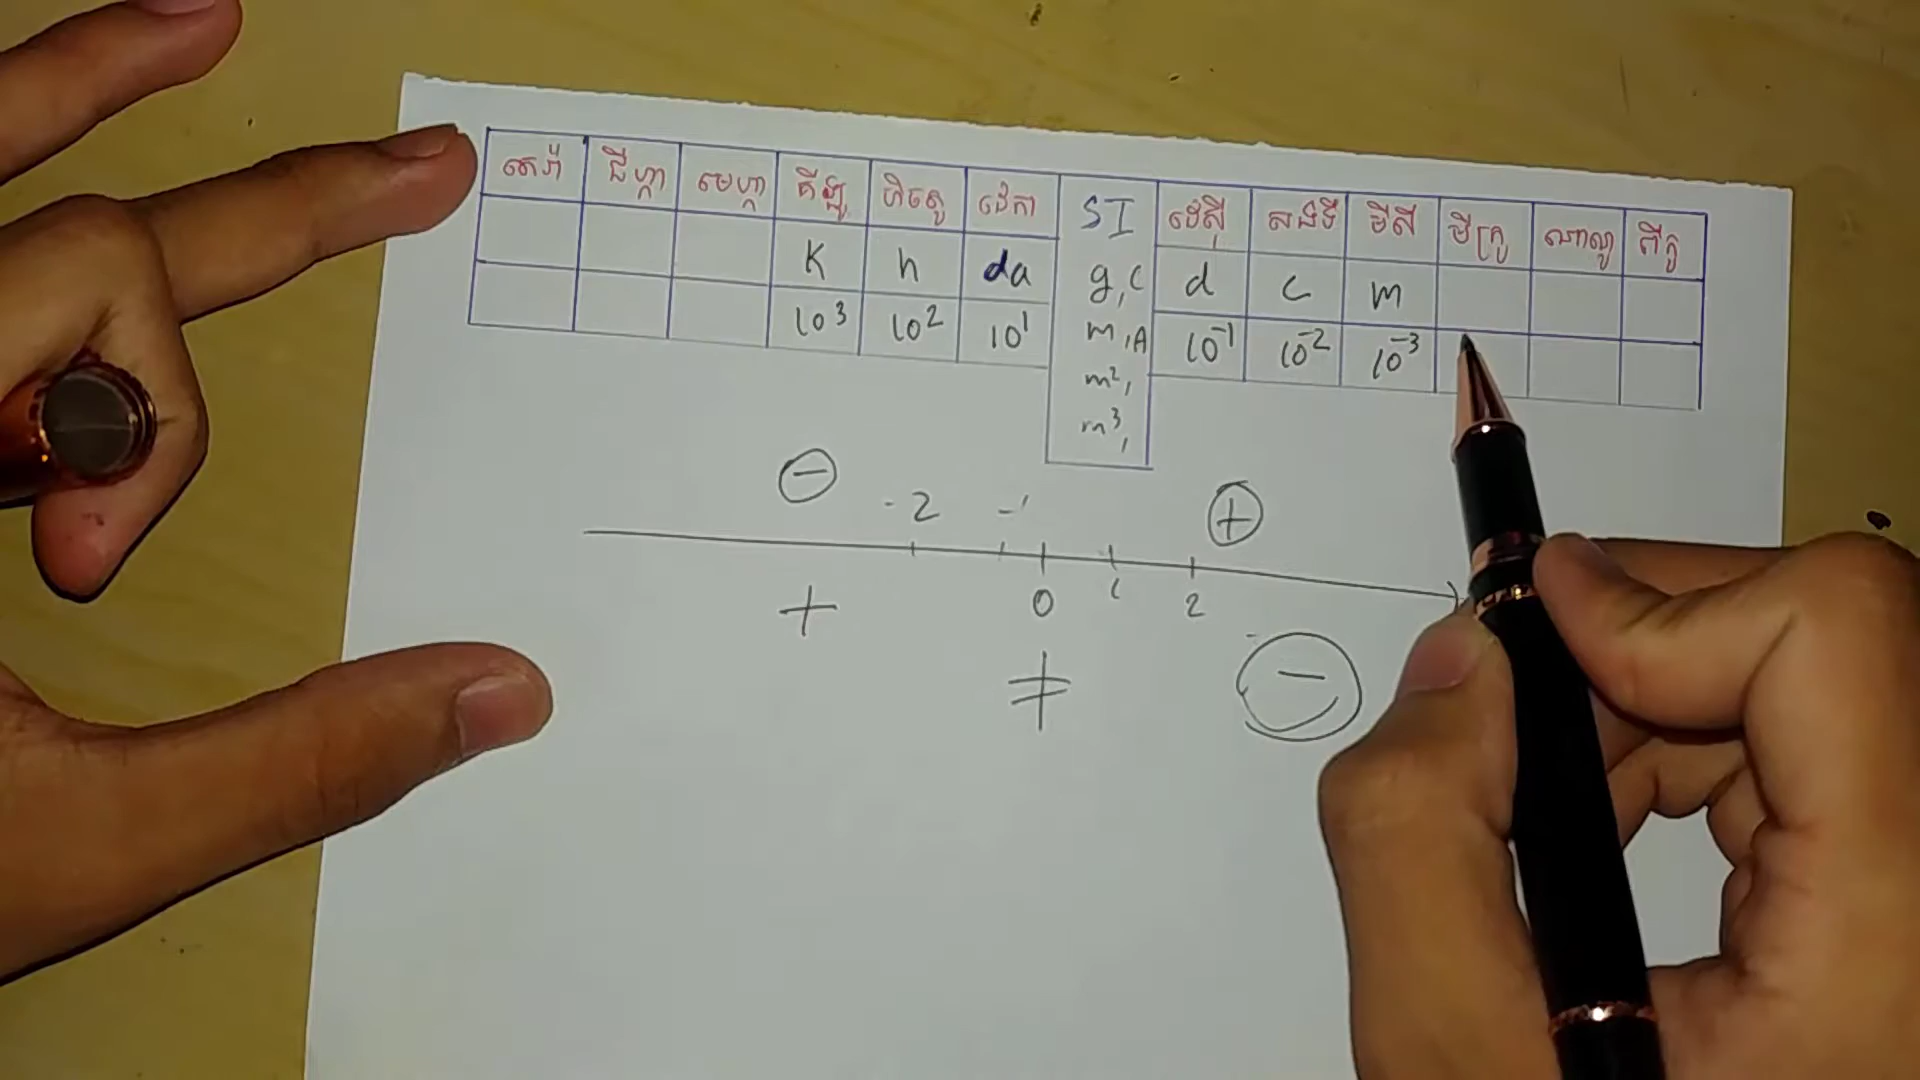 តេរ៉ា ជីហ្កា មេហ្កា គីឡូ ហិចតូ ដេកា SI ដេស៊ី សង់ទី មីលី មីក្រូ ណាណូ ពីកូ
K h da g,C d c m
10³ 10² 10¹ m,A 10⁻¹ 10⁻² 10⁻³
m²,
m³,
⊖ -2 -1 ⊕
+ 0 1 2
≠ ⊖